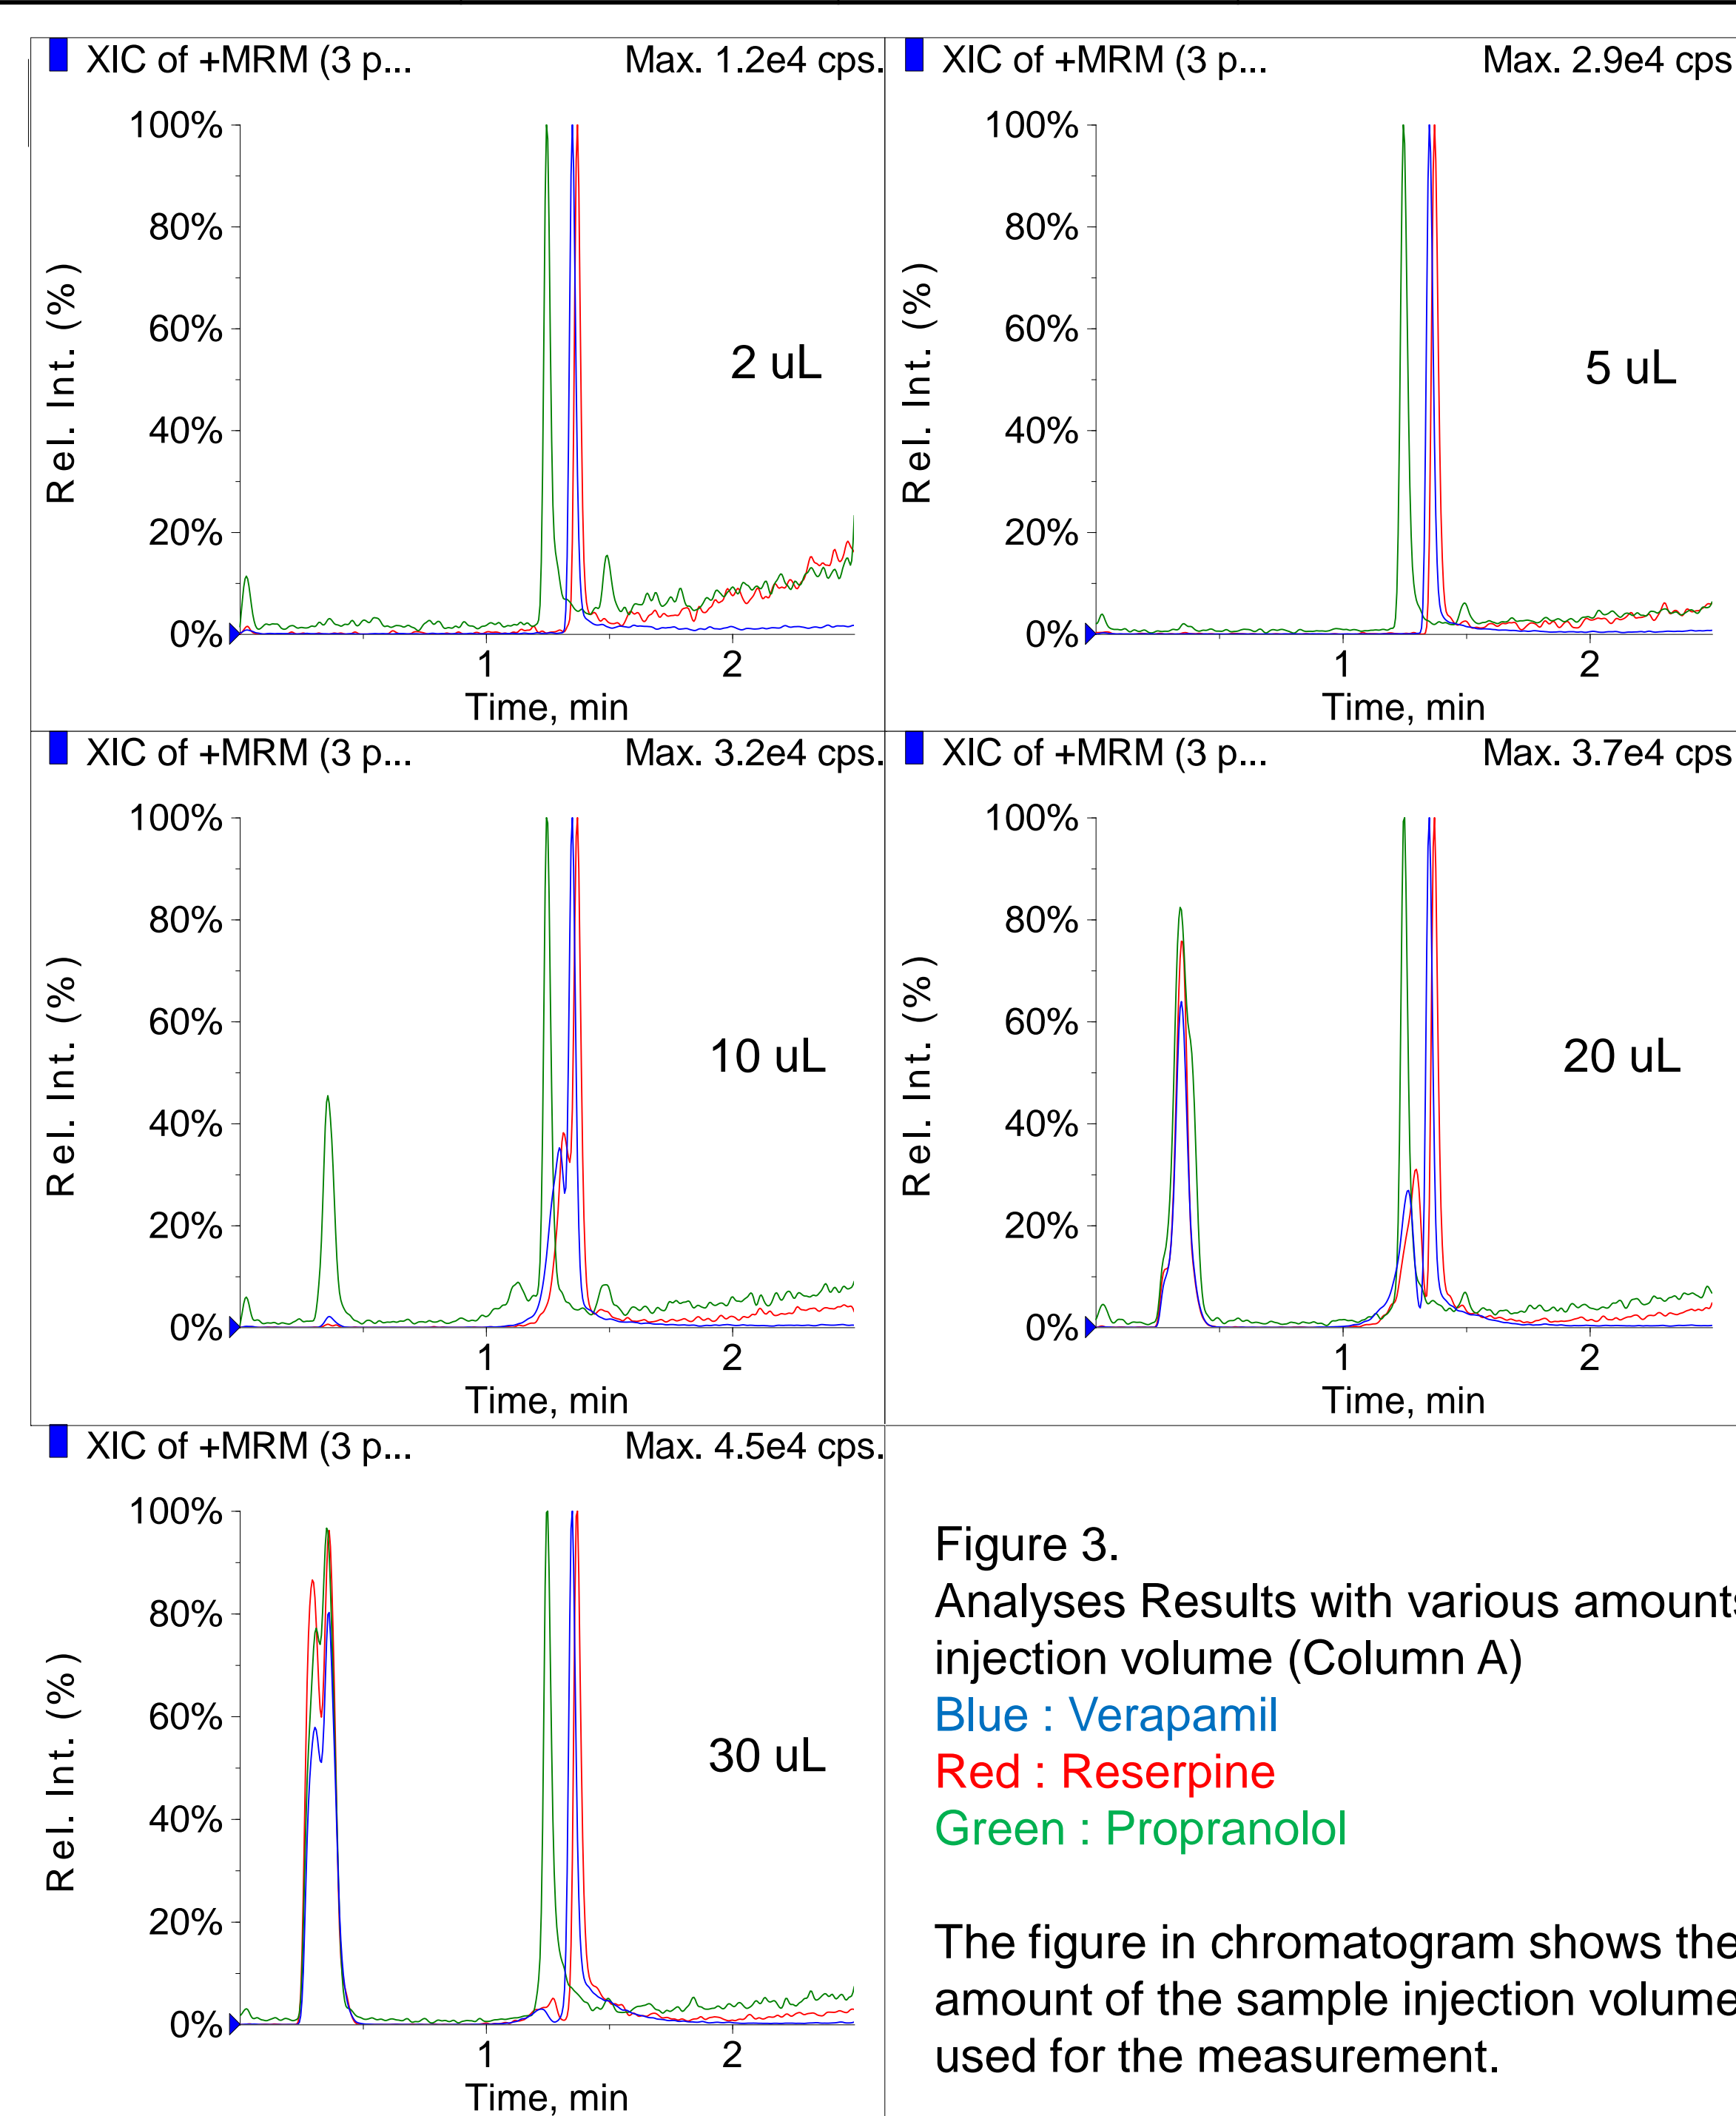 XIC of +MRM (3 p... Max. 1.2e4 cps.
100%
80%
60%
40%
20%
0%
Rel. Int. (%)
2 uL
1 2
Time, min
XIC of +MRM (3 p... Max. 2.9e4 cps
100%
80%
60%
40%
20%
0%
Rel. Int. (%)
5 uL
1 2
Time, min
XIC of +MRM (3 p... Max. 3.2e4 cps.
100%
80%
60%
40%
20%
0%
Rel. Int. (%)
10 uL
1 2
Time, min
XIC of +MRM (3 p... Max. 3.7e4 cps
100%
80%
60%
40%
20%
0%
Rel. Int. (%)
20 uL
1 2
Time, min
XIC of +MRM (3 p... Max. 4.5e4 cps.
100%
80%
60%
40%
20%
0%
Rel. Int. (%)
30 uL
1 2
Time, min
Figure 3.
Analyses Results with various amounts
injection volume (Column A)
Blue : Verapamil
Red : Reserpine
Green : Propranolol
The figure in chromatogram shows the
amount of the sample injection volume
used for the measurement.